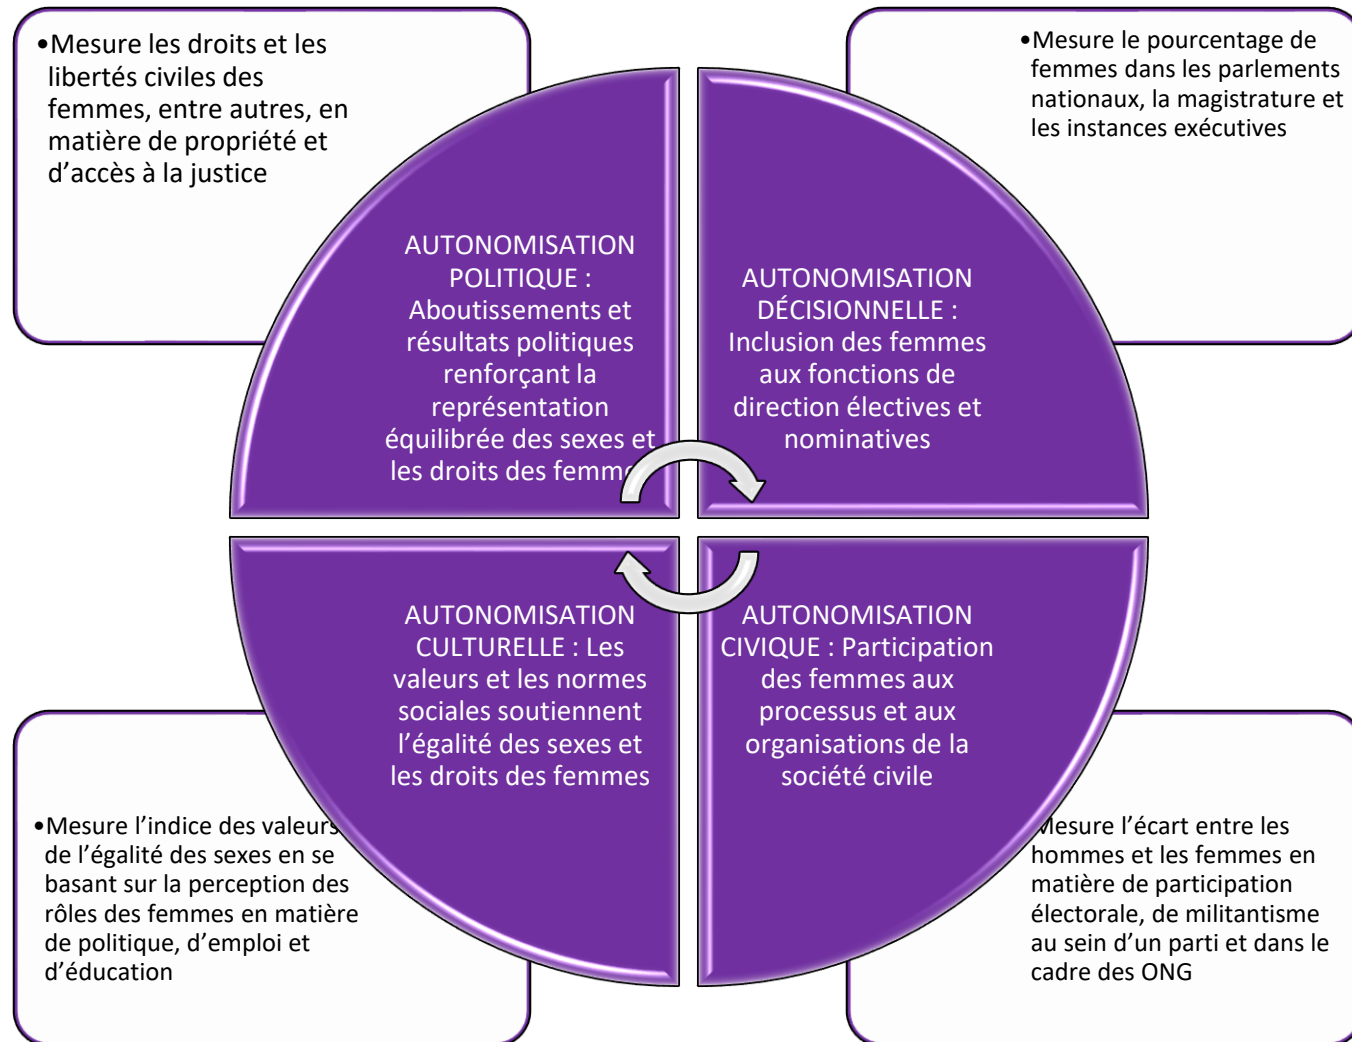 •Mesure les droits et les
libertés civiles des
femmes, entre autres, en
matière de propriété et
d’accès à la justice
•Mesure le pourcentage de
femmes dans les parlements
nationaux, la magistrature et
les instances exécutives
AUTONOMISATION
POLITIQUE :
Aboutissements et
résultats politiques
renforçant la
représentation
équilibrée des sexes et
les droits des femm
AUTONOMISATION
DÉCISIONNELLE :
Inclusion des femmes
aux fonctions de
direction électives et
nominatives
AUTONOMISATION
CULTURELLE : Les
valeurs et les normes
sociales soutiennent
l’égalité des sexes et
les droits des femmes
AUTONOMISATION
CIVIQUE : Participation
des femmes aux
processus et aux
organisations de la
société civile
•Mesure l’indice des valeurs
de l’égalité des sexes en se
basant sur la perception des
rôles des femmes en matière
de politique, d’emploi et
d’éducation
Mesure l’écart entre les
hommes et les femmes en
matière de participation
électorale, de militantisme
au sein d’un parti et dans le
cadre des ONG